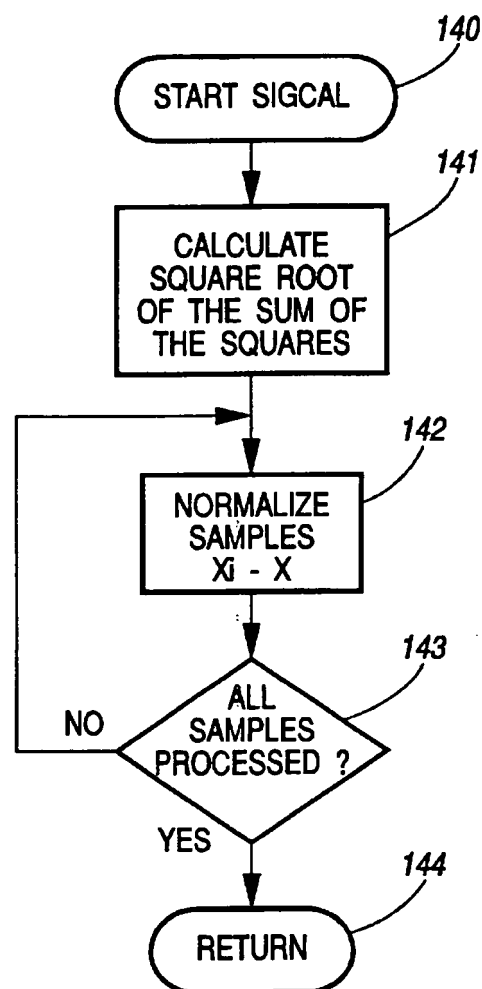 140
START SIGCAL
141
CALCULATE
SQUARE ROOT
OF THE SUM OF
THE SQUARES
142
NORMALIZE
SAMPLES
Xi - X
143
ALL
SAMPLES
PROCESSED ?
NO
YES
144
RETURN